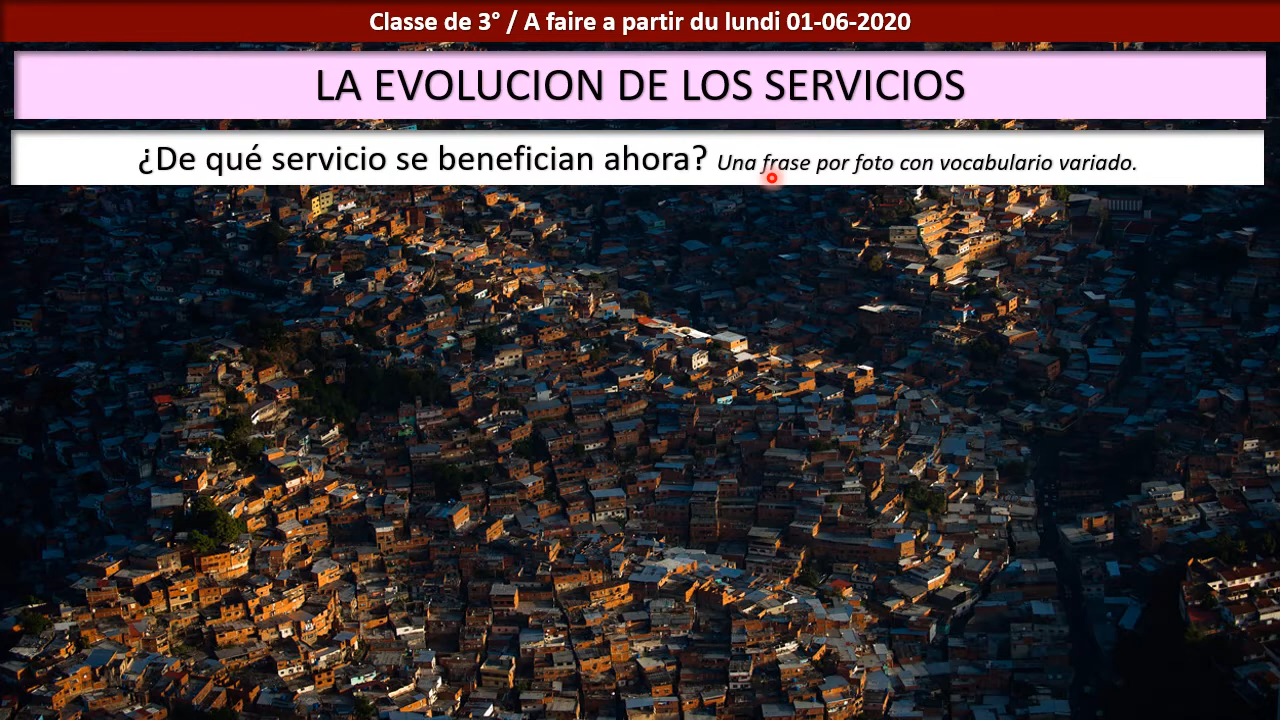 Classe de 3° / A faire a partir du lundi 01-06-2020
LA EVOLUCION DE LOS SERVICIOS
¿De qué servicio se benefician ahora? Una frase por foto con vocabulario variado.